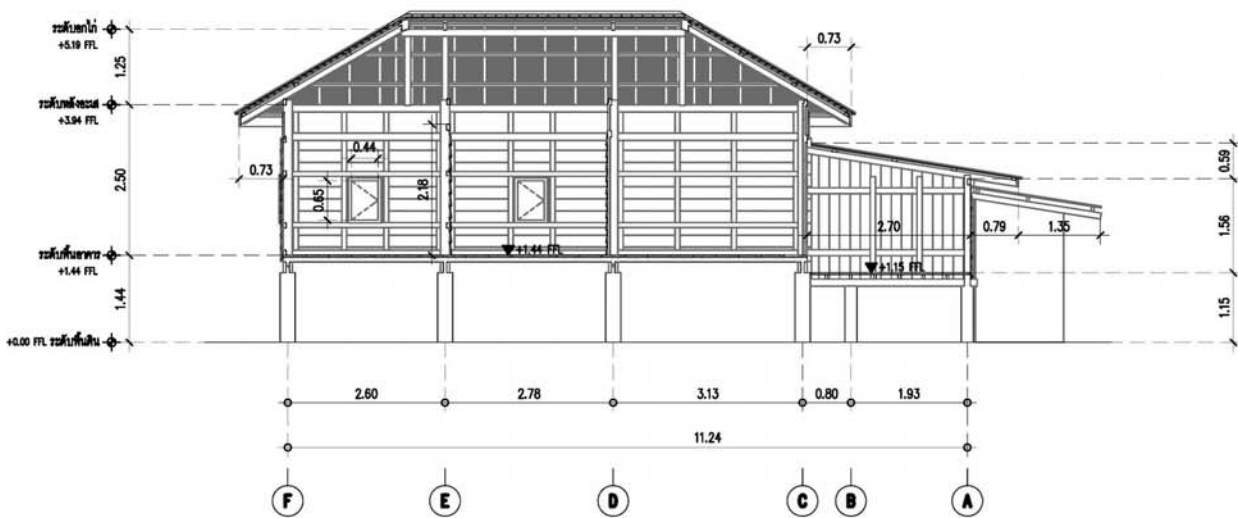 ระดับอกไก่
+5.19 FFL
1.25
0.73
ระดับหลังอะเส
+3.94 FFL
0.73
0.44
0.65
2.18
2.50
0.59
1.56
2.70
0.79
1.35
ระดับพื้นอาคาร
+1.44 FFL
+1.44 FFL
+1.15 FFL
1.44
1.15
+0.00 FFL ระดับพื้นดิน
2.60
2.78
3.13
0.80
1.93
11.24
F
E
D
C
B
A